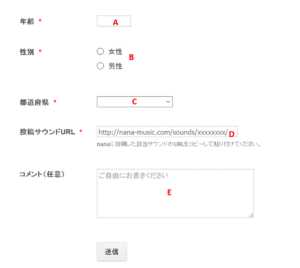 年齢 * A
性別 * 女性
B
男性
都道府県 * C
投稿サウンドURL * http://nana-music.com/sounds/xxxxxxxx/ D
nanaに投稿した該当サウンドのURLをコピーして貼り付けてください。
コメント(任意) ご自由にお書きください
E
送信